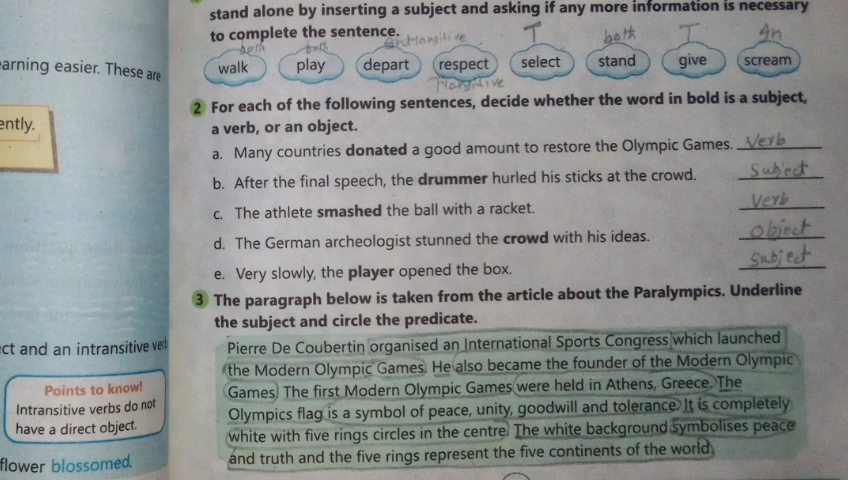 stand alone by inserting a subject and asking if any more information is necessary
to complete the sentence.
both both T both T In
walk play depart respect select stand give scream
earning easier. These are
ently.
2 For each of the following sentences, decide whether the word in bold is a subject,
a verb, or an object.
a. Many countries donated a good amount to restore the Olympic Games. Verb
b. After the final speech, the drummer hurled his sticks at the crowd. Subject
c. The athlete smashed the ball with a racket. Verb
d. The German archeologist stunned the crowd with his ideas. Object
e. Very slowly, the player opened the box. Subject
3 The paragraph below is taken from the article about the Paralympics. Underline
the subject and circle the predicate.
Pierre De Coubertin organised an International Sports Congress which launched
the Modern Olympic Games. He also became the founder of the Modern Olympic
Games. The first Modern Olympic Games were held in Athens, Greece. The
Olympics flag is a symbol of peace, unity, goodwill and tolerance. It is completely
white with five rings circles in the centre. The white background symbolises peace
and truth and the five rings represent the five continents of the world.
ct and an intransitive verb
Points to know!
Intransitive verbs do not
have a direct object.
flower blossomed.